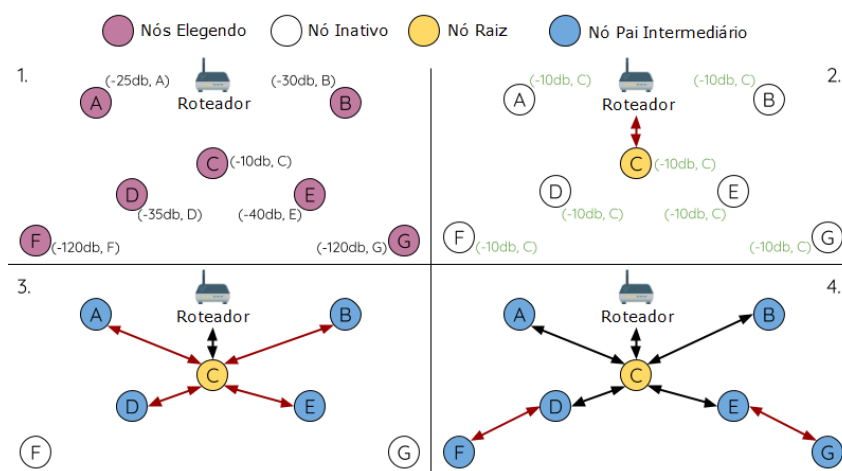 Nós Elegendo
Nó Inativo
Nó Raiz
Nó Pai Intermediário
1.
(-25db, A)
(-30db, B)
A
Roteador
B
C
(-10db, C)
D
E
(-35db, D)
(-40db, E)
F
(-120db, F)
(-120db, G)
G
2.
(-10db, C)
(-10db, C)
A
Roteador
B
C
(-10db, C)
D
E
(-10db, C)
(-10db, C)
F
(-10db, C)
(-10db, C)
G
3.
A
Roteador
B
C
D
E
F
G
4.
A
Roteador
B
C
D
E
F
G